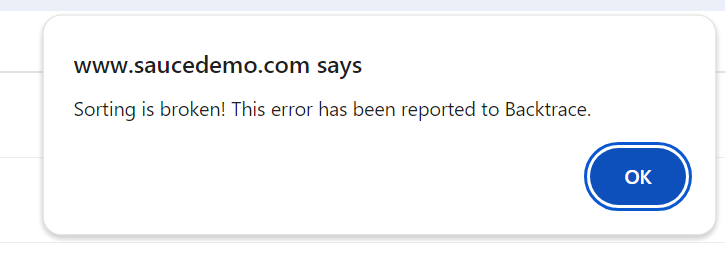 www.saucedemo.com says
Sorting is broken! This error has been reported to Backtrace.
OK